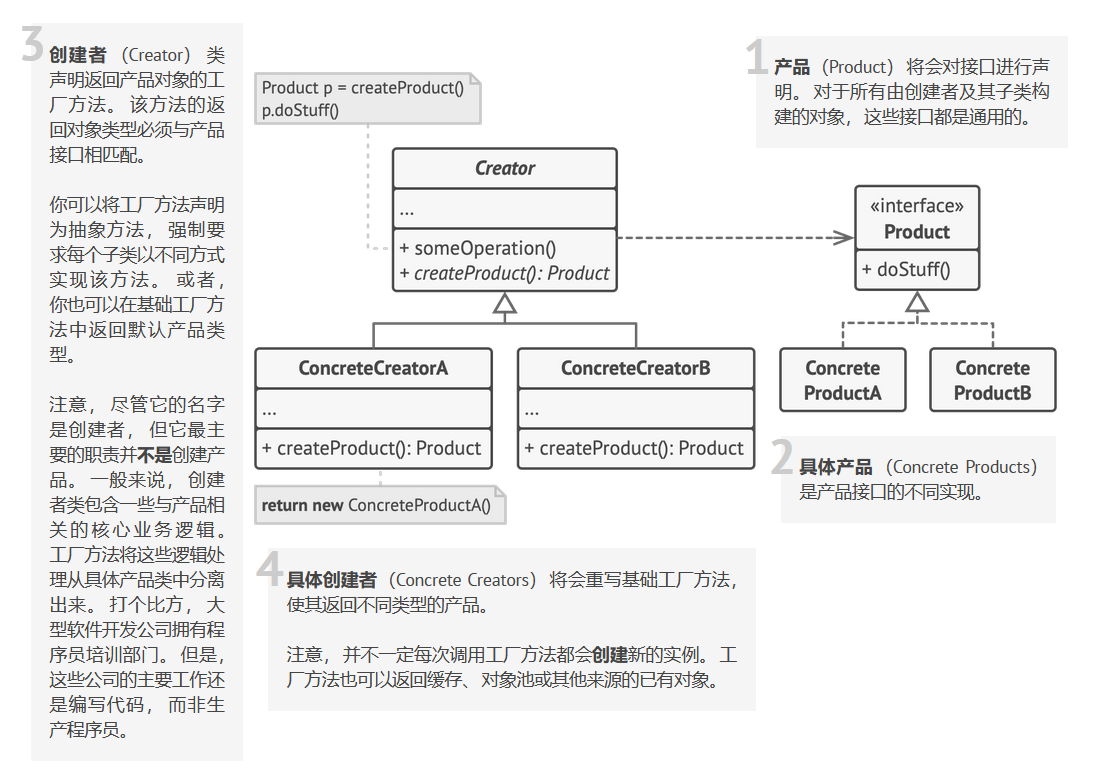 3
创建者 （Creator） 类
声明返回产品对象的工
厂方法。 该方法的返
回对象类型必须与产品
接口相匹配。
你可以将工厂方法声明
为抽象方法， 强制要
求每个子类以不同方式
实现该方法。 或者，
你也可以在基础工厂方
法中返回默认产品类
型。
注意， 尽管它的名字
是创建者， 但它最主
要的职责并不是创建产
品。 一般来说， 创建
者类包含一些与产品相
关的核心业务逻辑。
工厂方法将这些逻辑处
理从具体产品类中分离
出来。 打个比方， 大
型软件开发公司拥有程
序员培训部门。 但是，
这些公司的主要工作还
是编写代码， 而非生
产程序员。
Product p = createProduct()
p.doStuff()
Creator
...
+ someOperation()
+ createProduct(): Product
ConcreteCreatorA
...
+ createProduct(): Product
return new ConcreteProductA()
ConcreteCreatorB
...
+ createProduct(): Product
1
产品 （Product） 将会对接口进行声
明。 对于所有由创建者及其子类构
建的对象， 这些接口都是通用的。
«interface»
Product
+ doStuff()
Concrete
ProductA
Concrete
ProductB
2
具体产品 （Concrete Products）
是产品接口的不同实现。
4
具体创建者 （Concrete Creators） 将会重写基础工厂方法，
使其返回不同类型的产品。
注意， 并不一定每次调用工厂方法都会创建新的实例。 工
厂方法也可以返回缓存、 对象池或其他来源的已有对象。